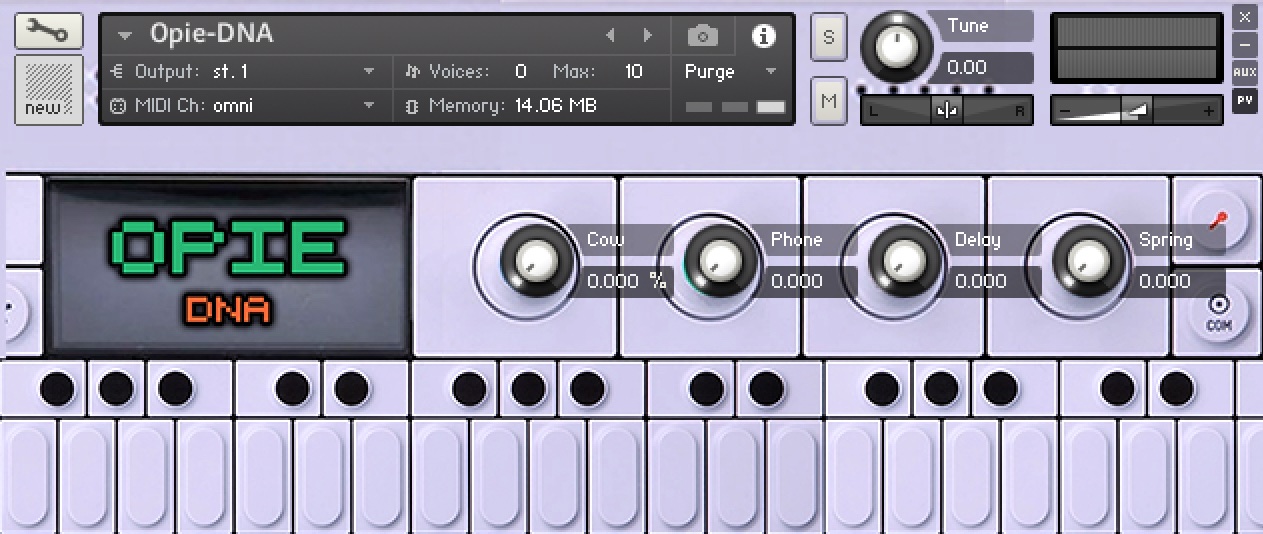 Opie-DNA
Output: st. 1
Voices: 0 Max: 10
Purge
MIDI Ch: omni
Memory: 14.06 MB
new
S
M
Tune
0.00
L R
- +
X
-
AUX
PV
OPIE
DNA
Cow
0.000 %
Phone
0.000
Delay
0.000
Spring
0.000
COM